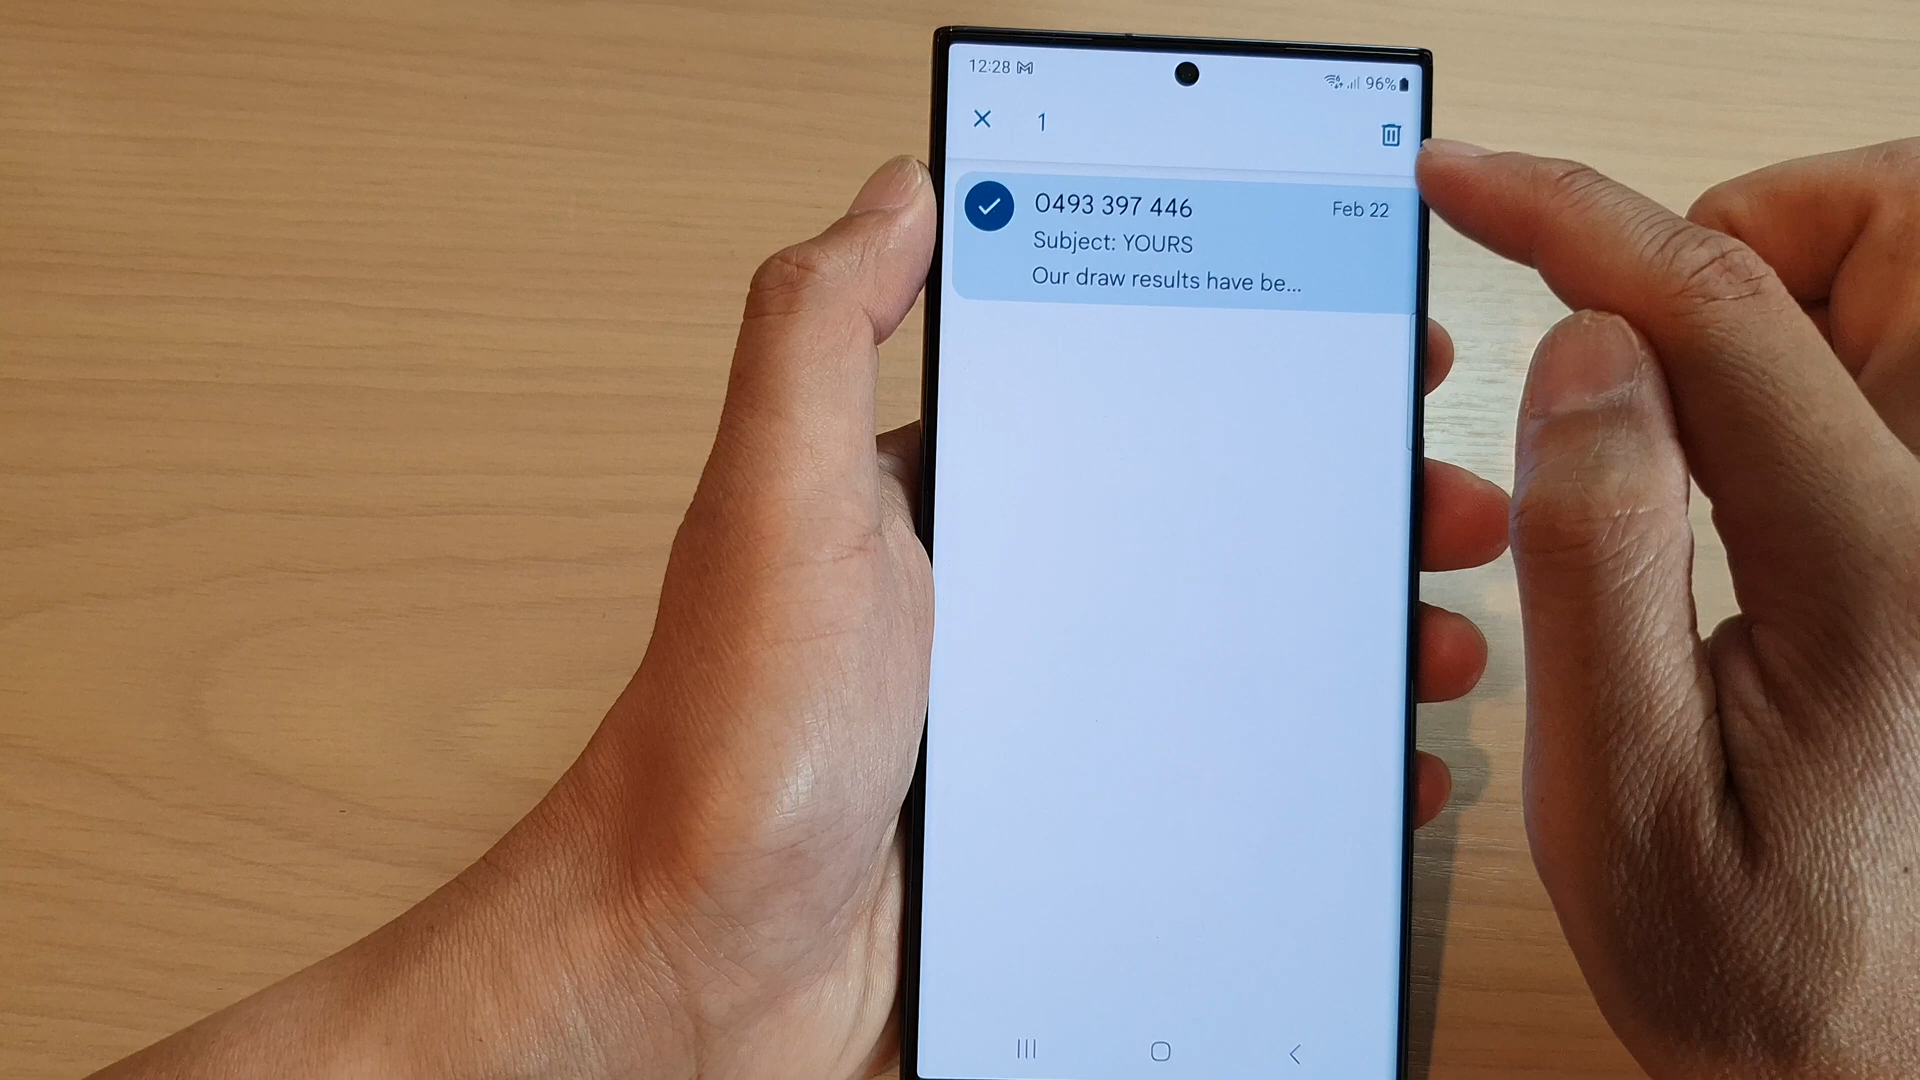 12:28
96%
1
0493 397 446
Feb 22
Subject: YOURS
Our draw results have be...